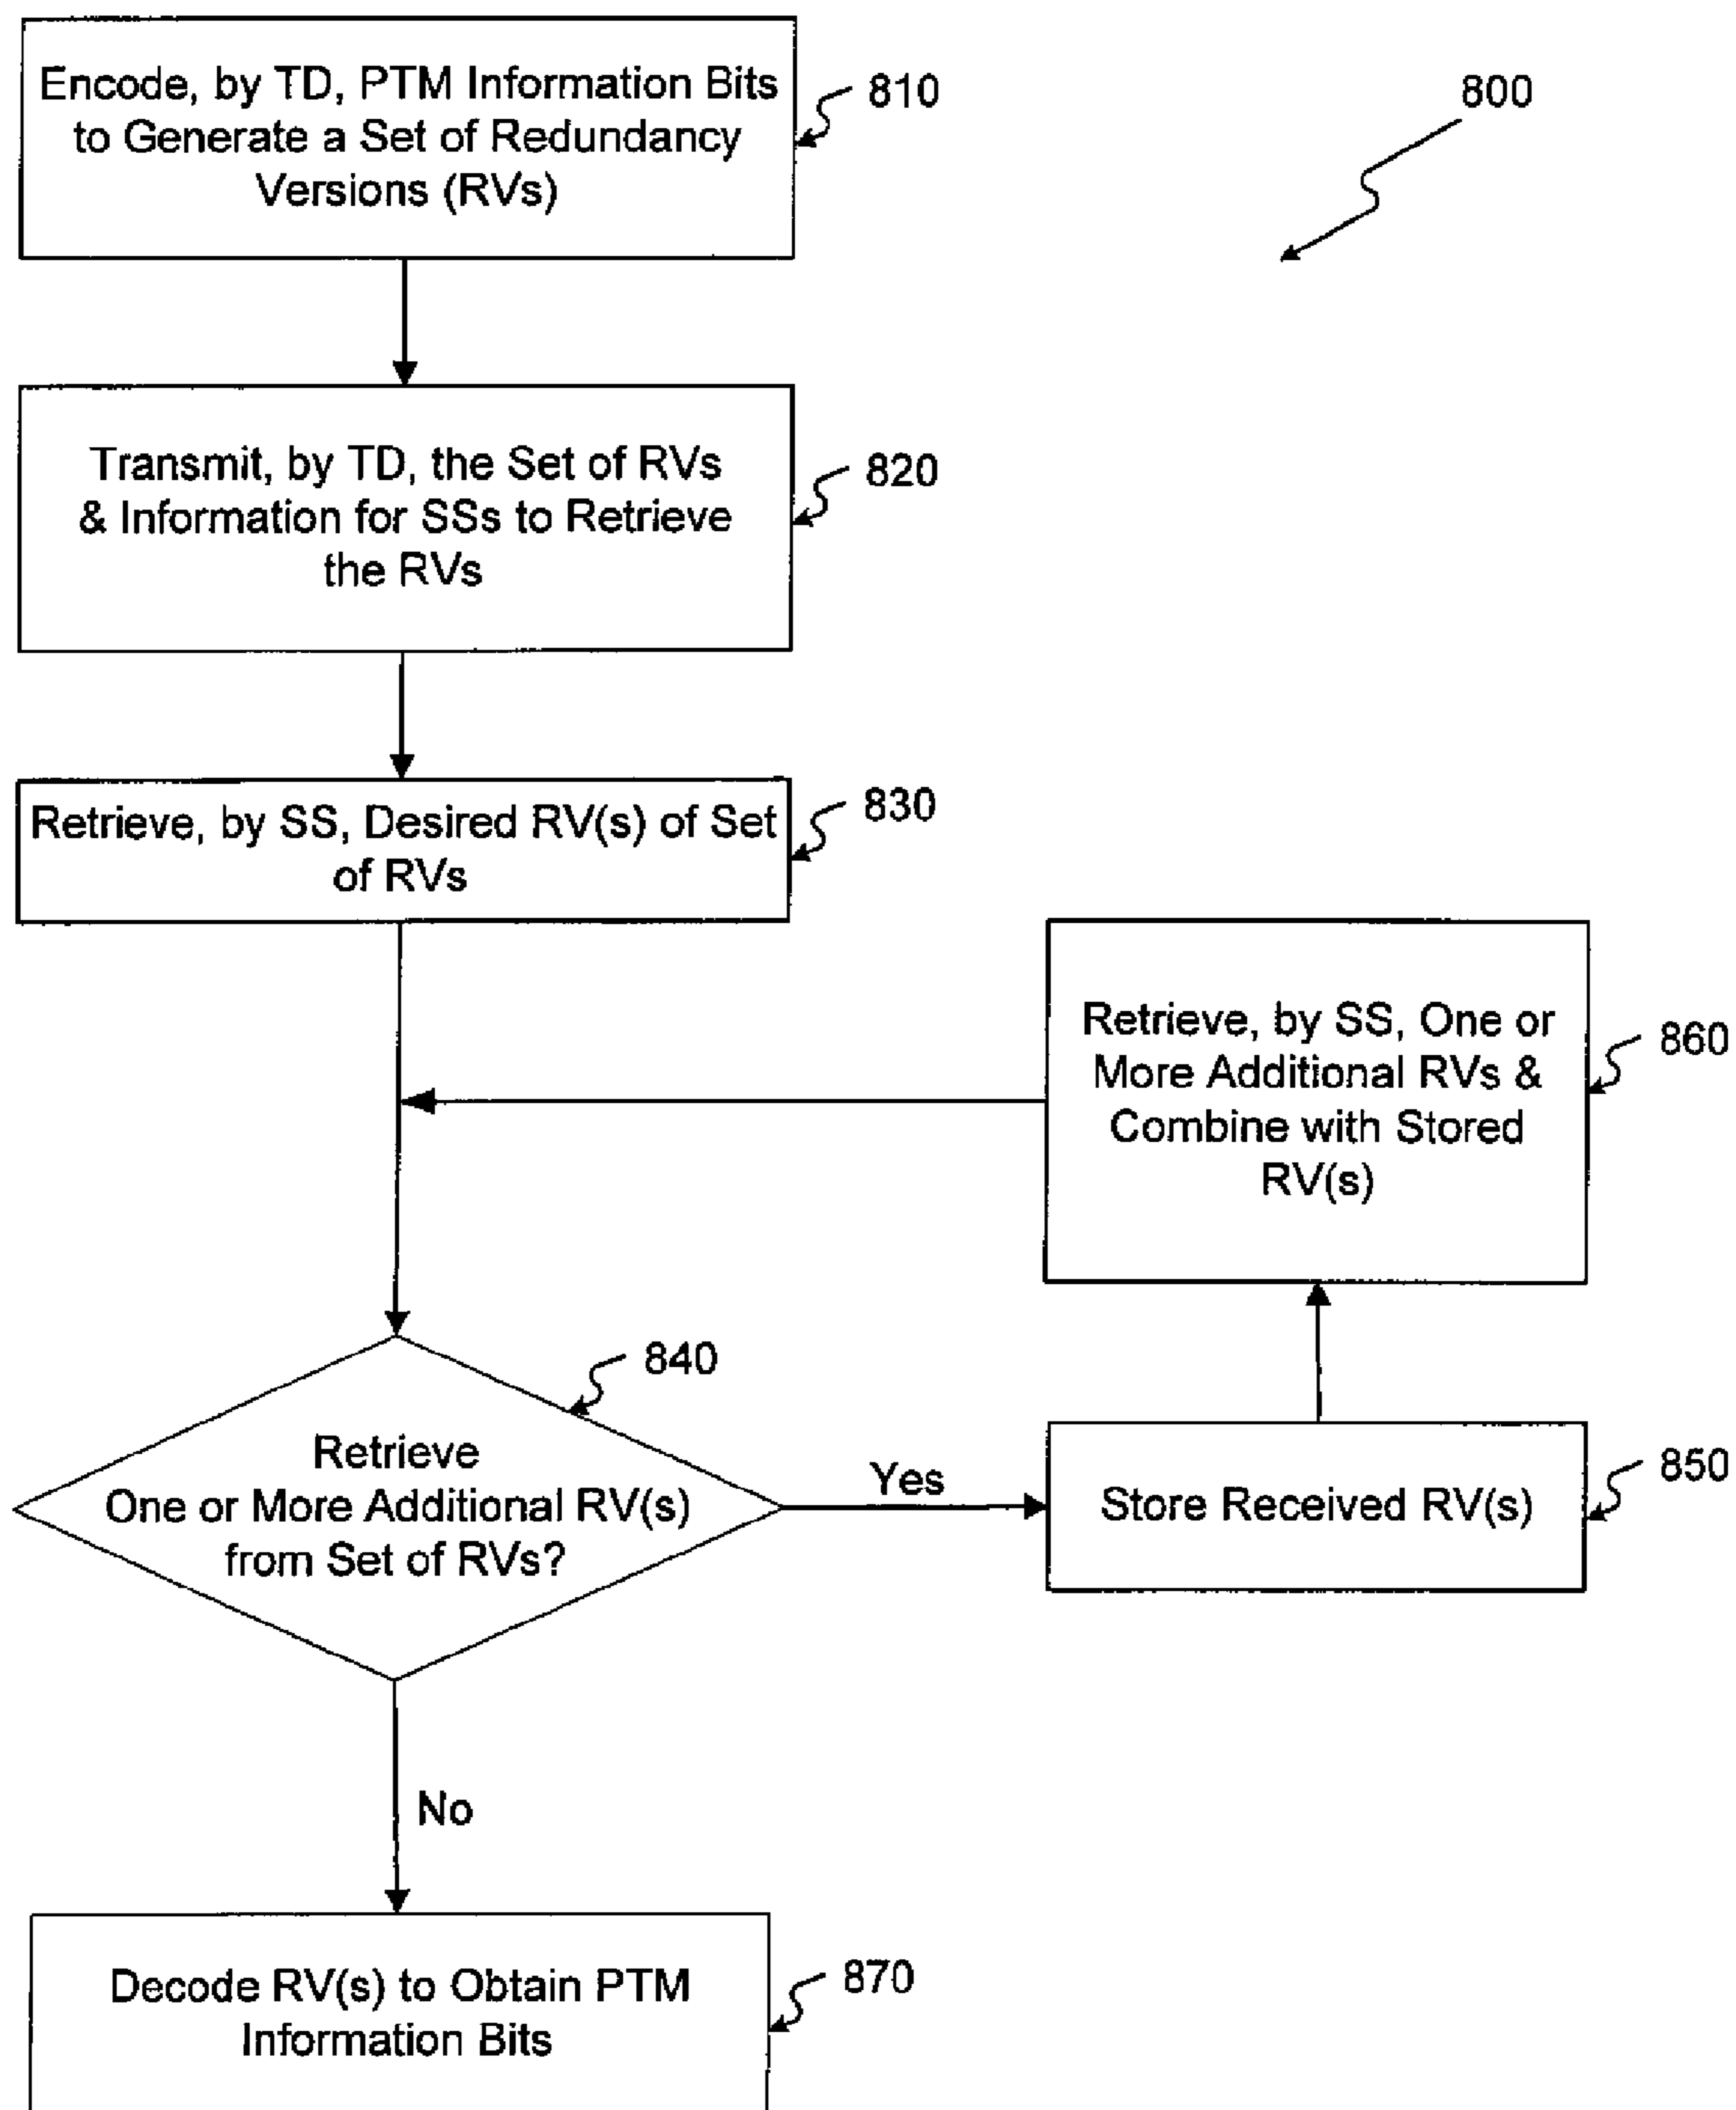 Encode, by TD, PTM Information Bits
to Generate a Set of Redundancy
Versions (RVs)
810
800
Transmit, by TD, the Set of RVs
& Information for SSs to Retrieve
the RVs
820
Retrieve, by SS, Desired RV(s) of Set
of RVs
830
Retrieve, by SS, One or
More Additional RVs &
Combine with Stored
RV(s)
860
840
Retrieve
One or More Additional RV(s)
from Set of RVs?
Yes
Store Received RV(s)
850
No
Decode RV(s) to Obtain PTM
Information Bits
870